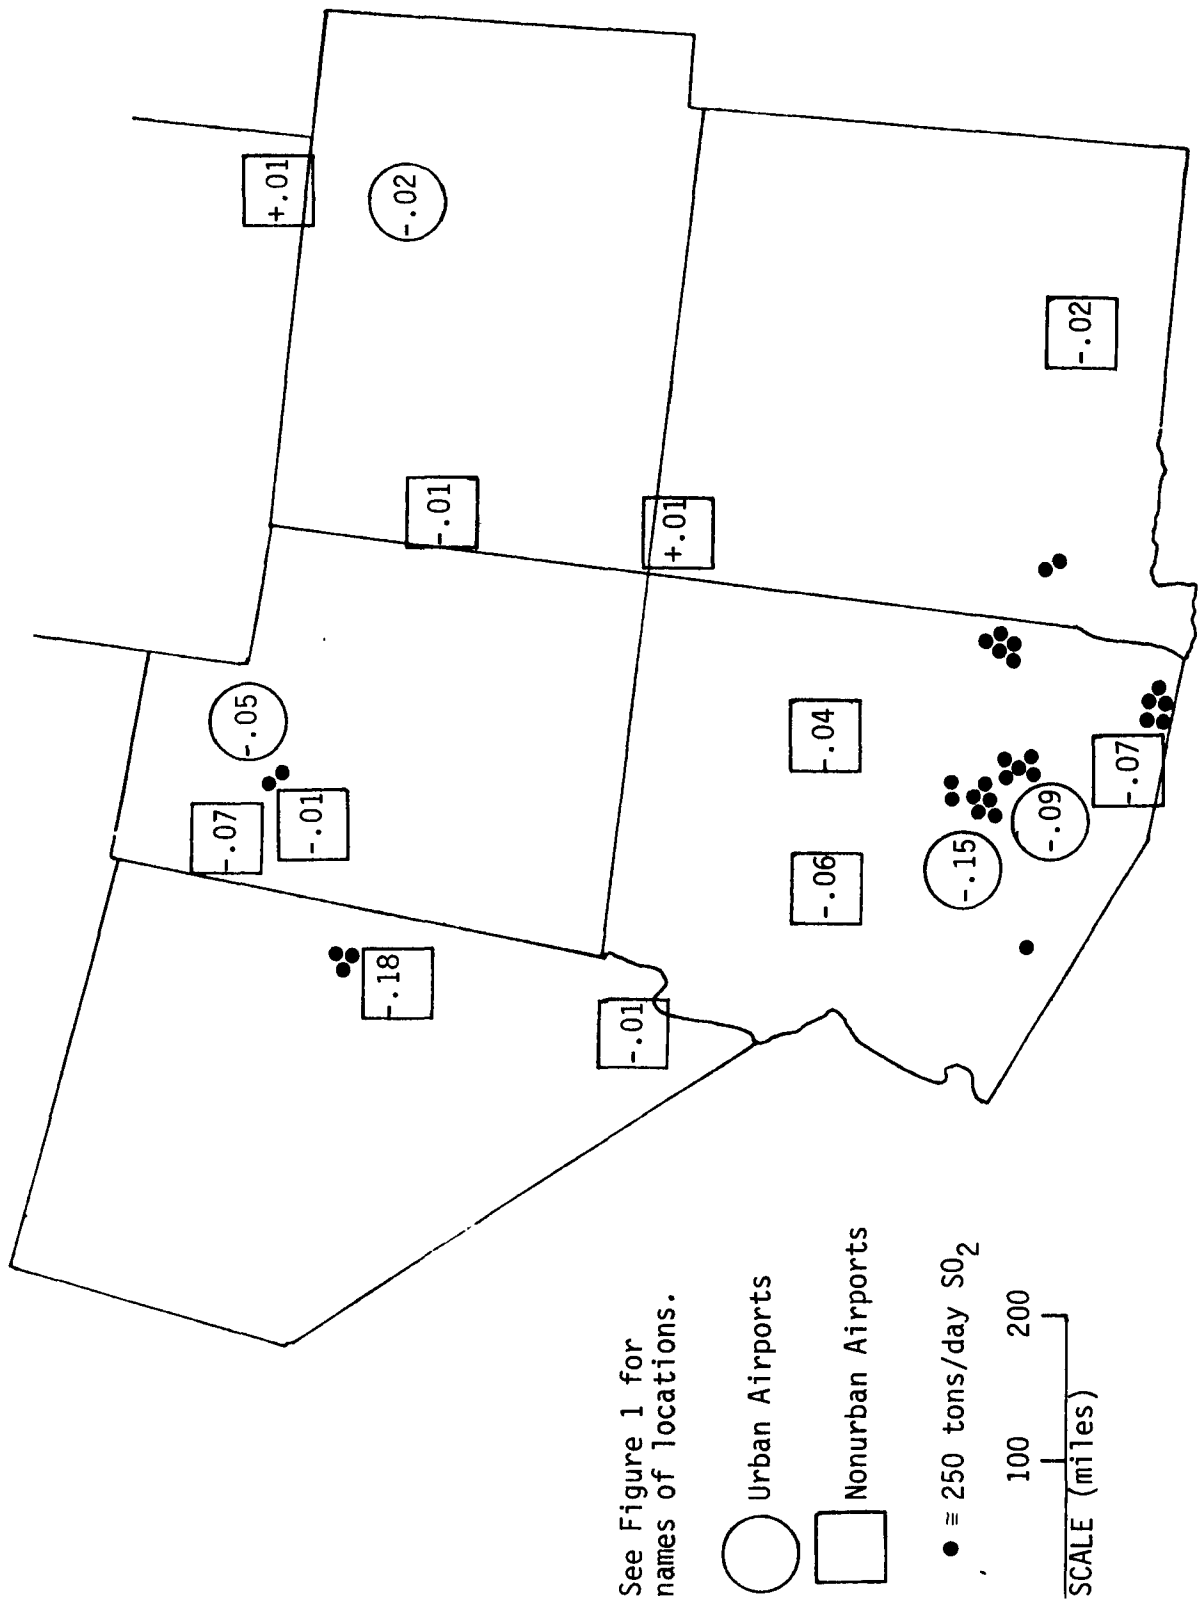 -.07
-.05
+.01
-.01
-.18
-.02
-.01
-.01
+.01
-.06
-.04
-.15
-.09
-.02
-.07
See Figure 1 for
names of locations.
Urban Airports
Nonurban Airports
● ≅ 250 tons/day SO₂
100 200
SCALE (miles)